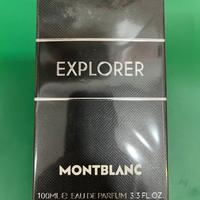 EXPLORER
MONTBLANC
100ML ℮ EAU DE PARFUM 3.3 FL.OZ.